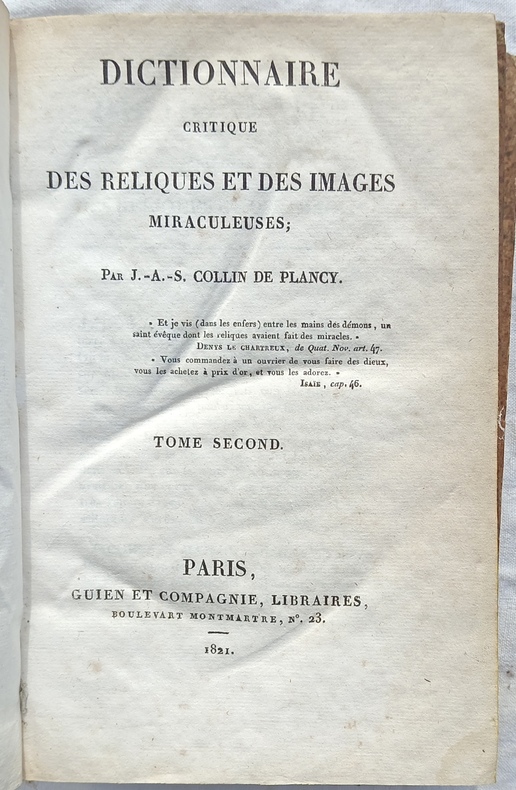 DICTIONNAIRE
CRITIQUE
DES RELIQUES ET DES IMAGES
MIRACULEUSES;
PAR J.-A.-S. COLLIN DE PLANCY.
« Et je vis (dans les enfers) entre les mains des démons, un
saint évêque dont les reliques avaient fait des miracles. »
DENYS LE CHARTREUX, de Quat. Nov. art. 47.
« Vous commandez à un ouvrier de vous faire des dieux,
vous les achetez à prix d'or, et vous les adorez. »
ISAÏE, cap. 46.
TOME SECOND.
PARIS,
GUIEN ET COMPAGNIE, LIBRAIRES,
BOULEVART MONTMARTRE, N°. 23.
1821.